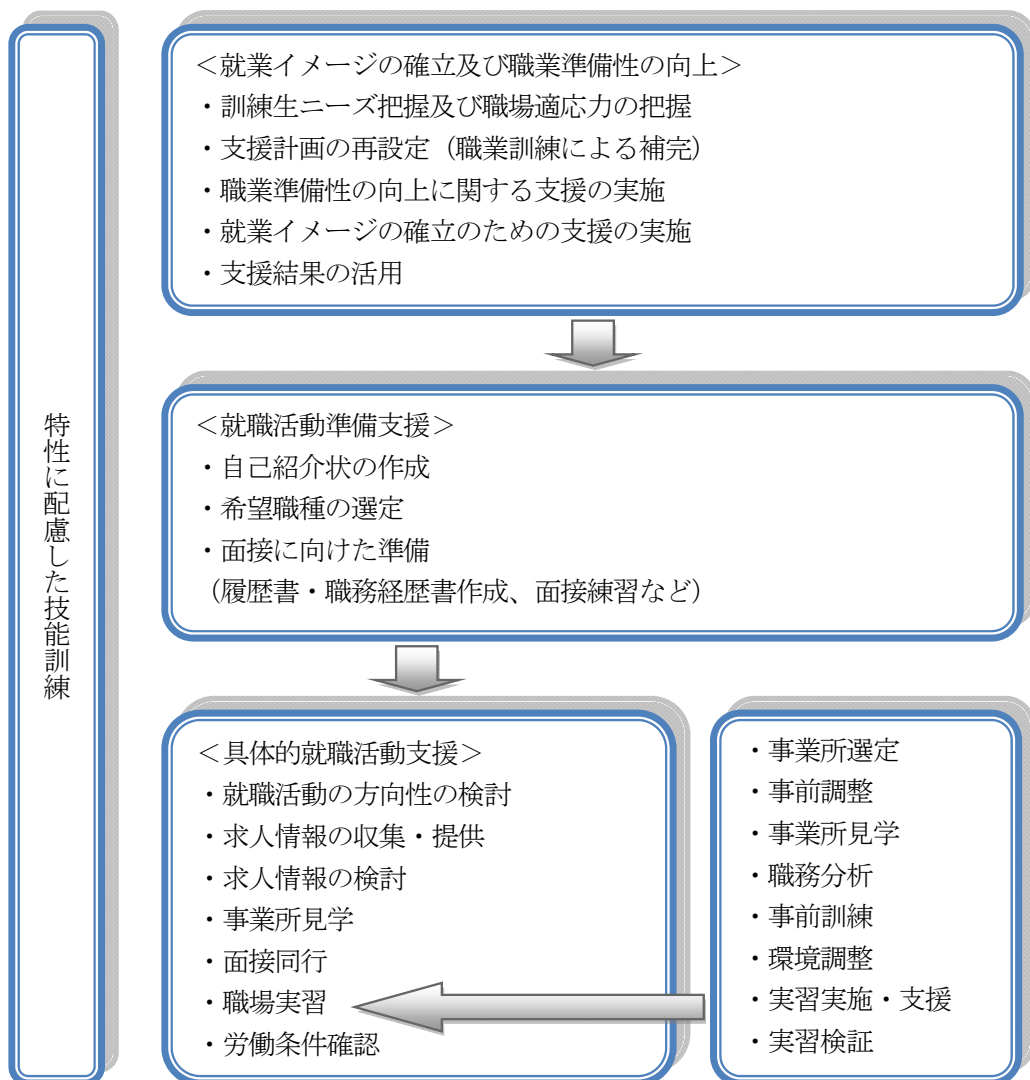 特性に配慮した技能訓練
＜就業イメージの確立及び職業準備性の向上＞
・訓練生ニーズ把握及び職場適応力の把握
・支援計画の再設定（職業訓練による補完）
・職業準備性の向上に関する支援の実施
・就業イメージの確立のための支援の実施
・支援結果の活用
＜就職活動準備支援＞
・自己紹介状の作成
・希望職種の選定
・面接に向けた準備
（履歴書・職務経歴書作成、面接練習など）
＜具体的就職活動支援＞
・就職活動の方向性の検討
・求人情報の収集・提供
・求人情報の検討
・事業所見学
・面接同行
・職場実習
・労働条件確認
・事業所選定
・事前調整
・事業所見学
・職務分析
・事前訓練
・環境調整
・実習実施・支援
・実習検証